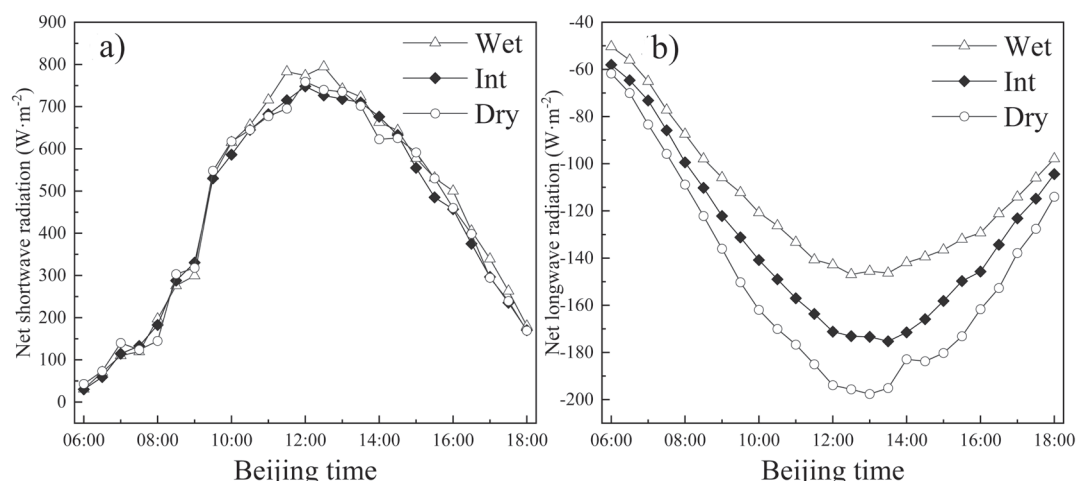 a)
Wet
Int
Dry
Net shortwave radiation (W·m-2)
900
800
700
600
500
400
300
200
100
0
06:00 08:00 10:00 12:00 14:00 16:00 18:00
Beijing time
b)
Wet
Int
Dry
Net longwave radiation (W·m-2)
-40
-60
-80
-100
-120
-140
-160
-180
-200
06:00 08:00 10:00 12:00 14:00 16:00 18:00
Beijing time